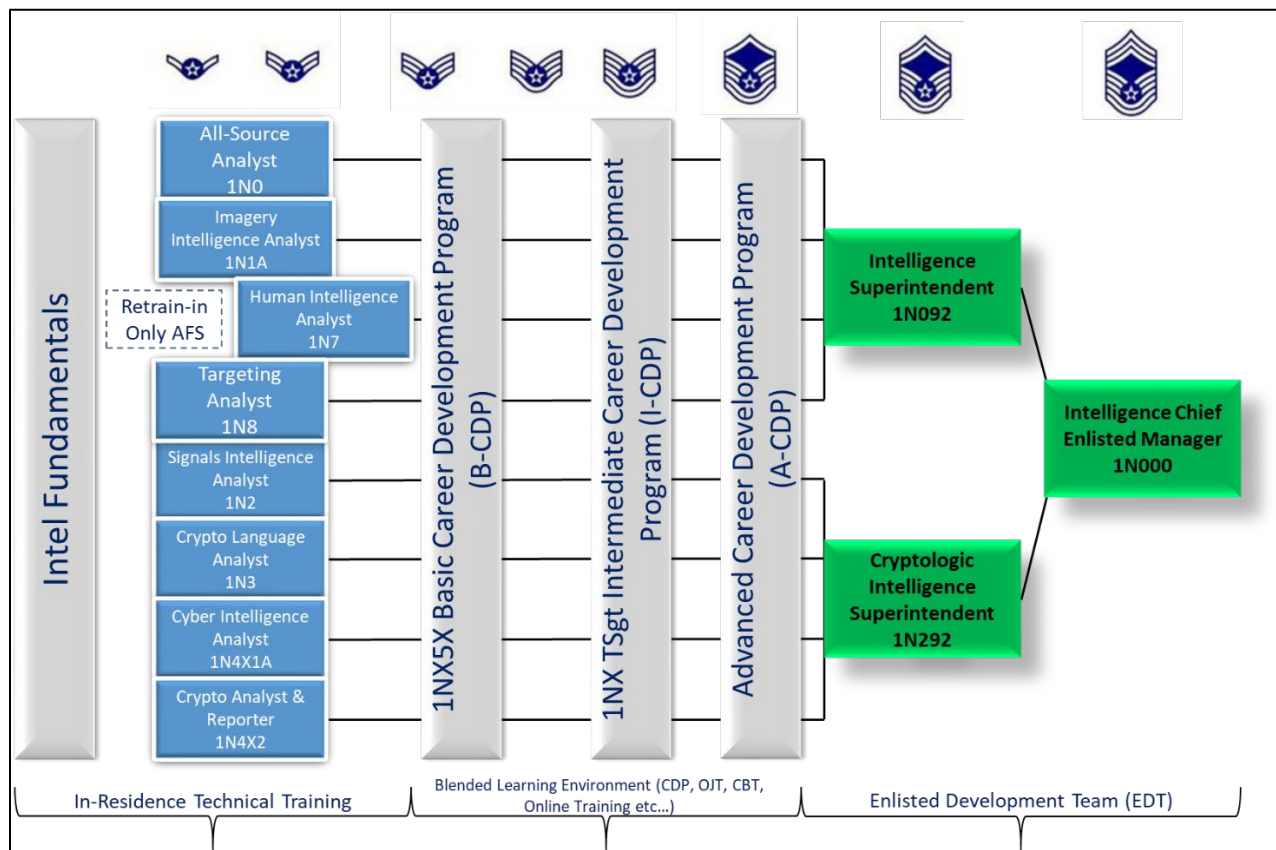 Intel Fundamentals
All-Source
Analyst
1N0
Imagery
Intelligence Analyst
1N1A
Retrain-in
Only AFS
Human Intelligence
Analyst
1N7
Targeting
Analyst
1N8
Signals Intelligence
Analyst
1N2
Crypto Language
Analyst
1N3
Cyber Intelligence
Analyst
1N4X1A
Crypto Analyst &
Reporter
1N4X2
1NX5X Basic Career Development Program
(B-CDP)
1NX TSgt Intermediate Career Development
Program (I-CDP)
Advanced Career Development Program
(A-CDP)
Intelligence
Superintendent
1N092
Cryptologic
Intelligence
Superintendent
1N292
Intelligence Chief
Enlisted Manager
1N000
In-Residence Technical Training
Blended Learning Environment (CDP, OJT, CBT,
Online Training etc...)
Enlisted Development Team (EDT)